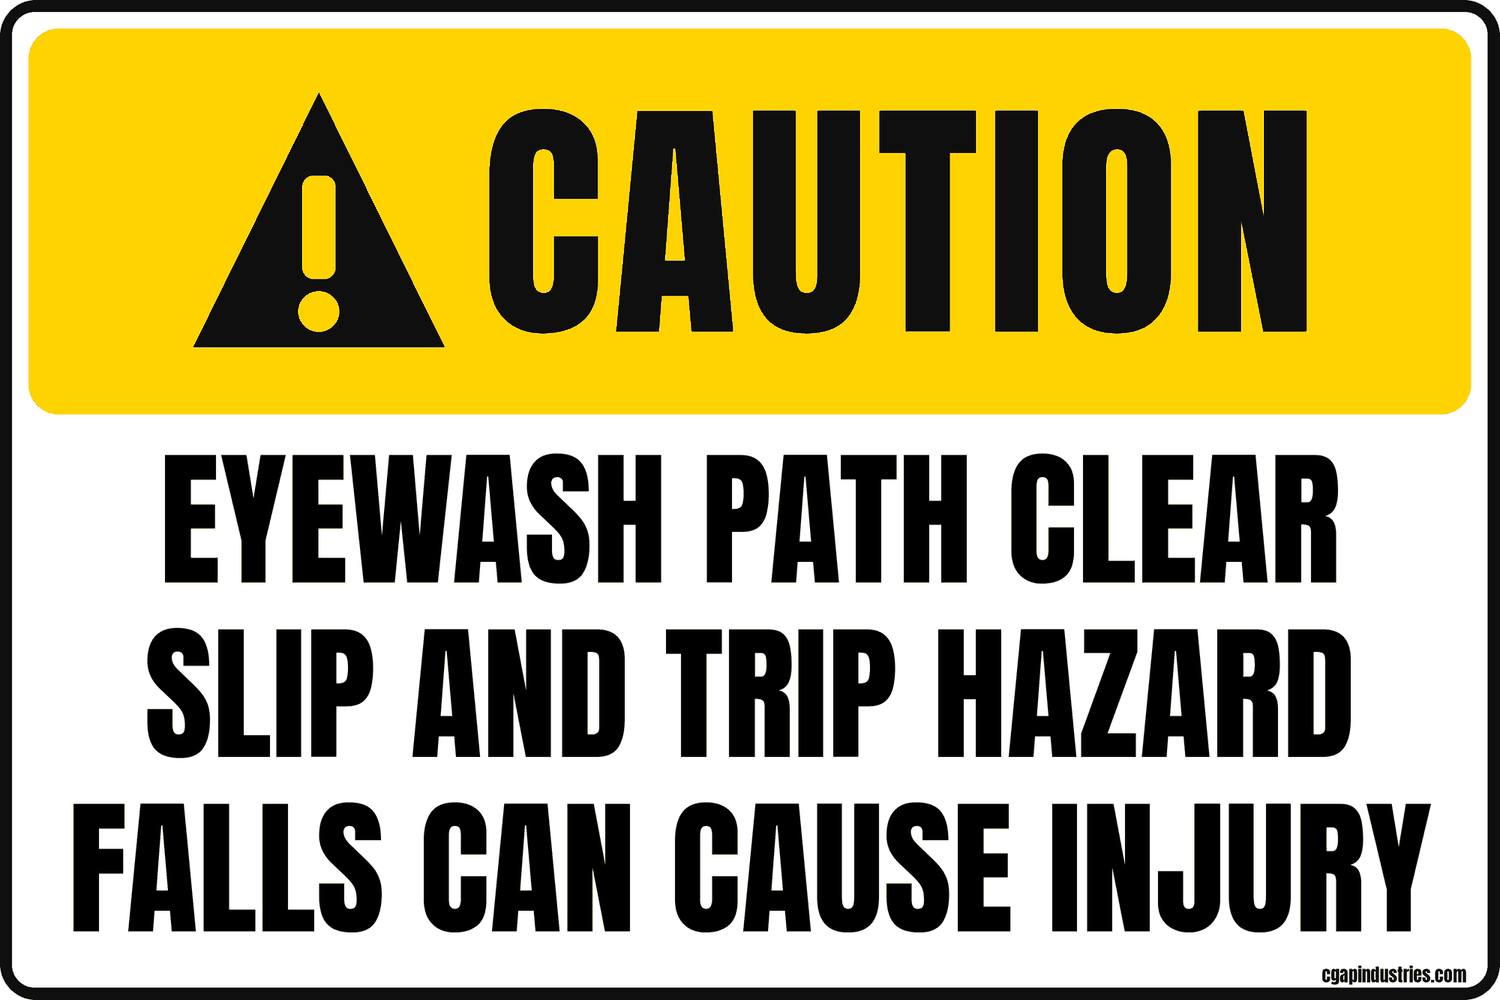 CAUTION
EYEWASH PATH CLEAR
SLIP AND TRIP HAZARD
FALLS CAN CAUSE INJURY
cgapindustries.com